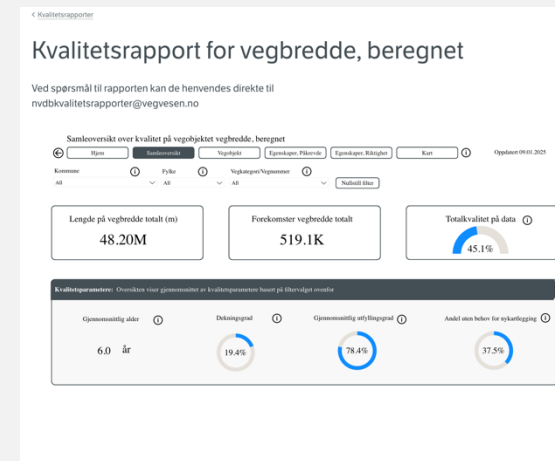 < Kvalitetsrapporter
Kvalitetsrapport for vegbredde, beregnet
Ved spørsmål til rapporten kan de henvendes direkte til
nvdbkvalitetsrapporter@vegvesen.no
Samleoversikt over kvalitet på vegobjektet vegbredde, beregnet
Hjem Samleoversikt Vegobjekt Egenskaper, Påkrevde Egenskaper, Riktighet Kart Oppdatert 09.01.2025
Kommune Fylke Vegkategori/Vegnummer
All All All Nullstill filter
Lengde på vegbredde totalt (m) Forekomster vegbredde totalt Totalkvalitet på data
48.20M 519.1K 45.1%
Kvalitetsparametere: Oversikten viser gjennomsnittet av kvalitetsparametere basert på filtervalget ovenfor
Gjennomsnittlig alder Dekningsgrad Gjennomsnittlig utfyllingsgrad Andel uten behov for nykartlegging
6.0 år 19.4% 78.4% 37.5%